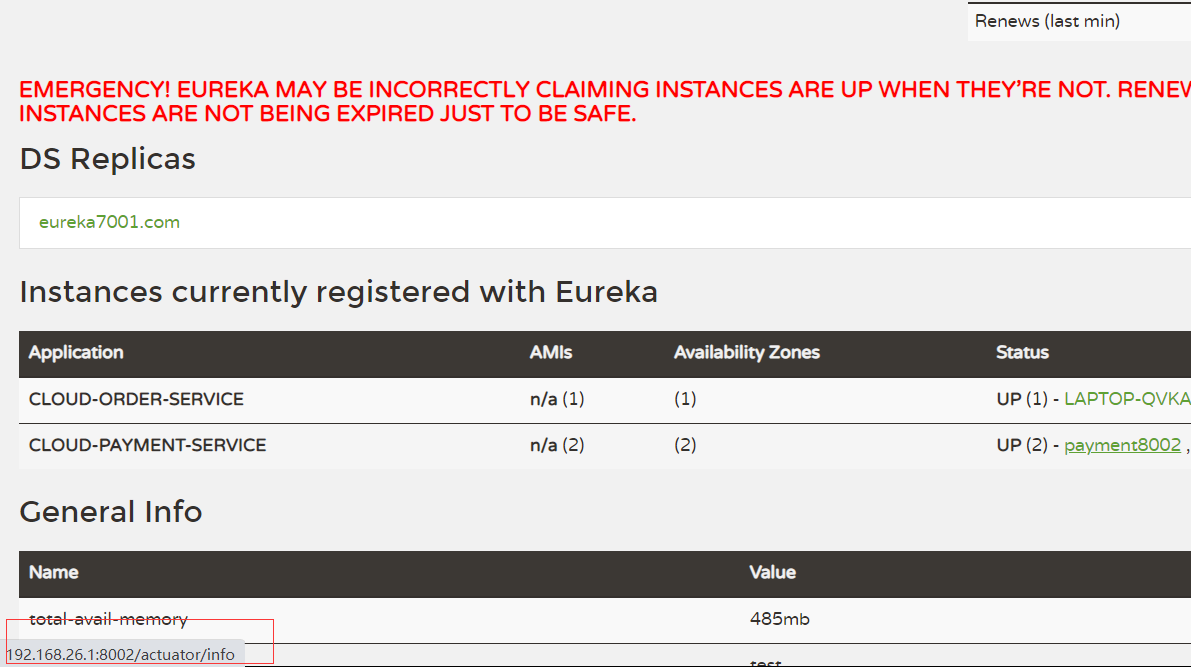 Renews (last min)
EMERGENCY! EUREKA MAY BE INCORRECTLY CLAIMING INSTANCES ARE UP WHEN THEY'RE NOT. RENEW
INSTANCES ARE NOT BEING EXPIRED JUST TO BE SAFE.
DS Replicas
eureka7001.com
Instances currently registered with Eureka
Application AMIs Availability Zones Status
CLOUD-ORDER-SERVICE n/a (1) (1) UP (1) - LAPTOP-QVKA
CLOUD-PAYMENT-SERVICE n/a (2) (2) UP (2) - payment8002 ,
General Info
Name Value
total-avail-memory 485mb
192.168.26.1:8002/actuator/info
test